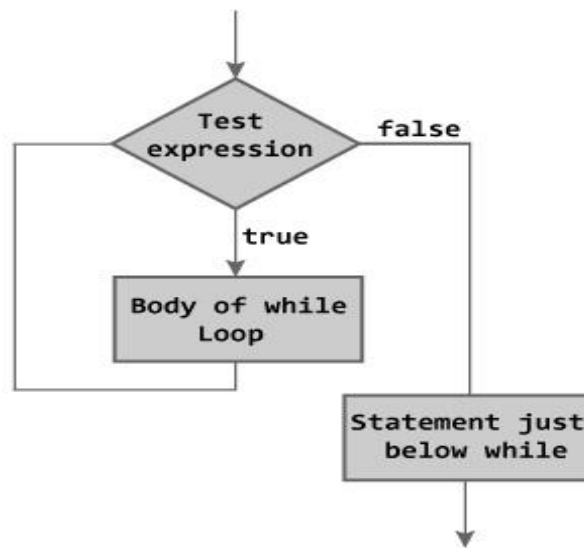 Test
expression
false
true
Body of while
Loop
Statement just
below while